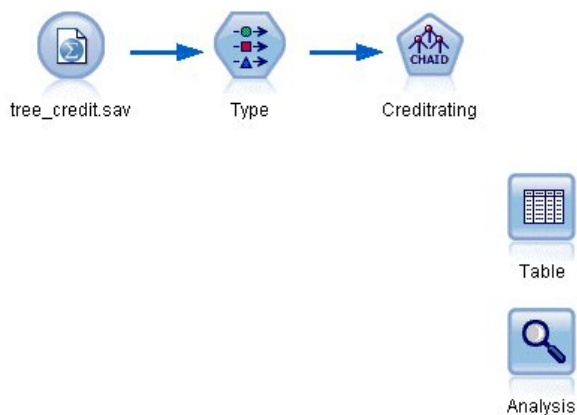 CHAID
tree_credit.sav
Type
Creditrating
Table
Analysis